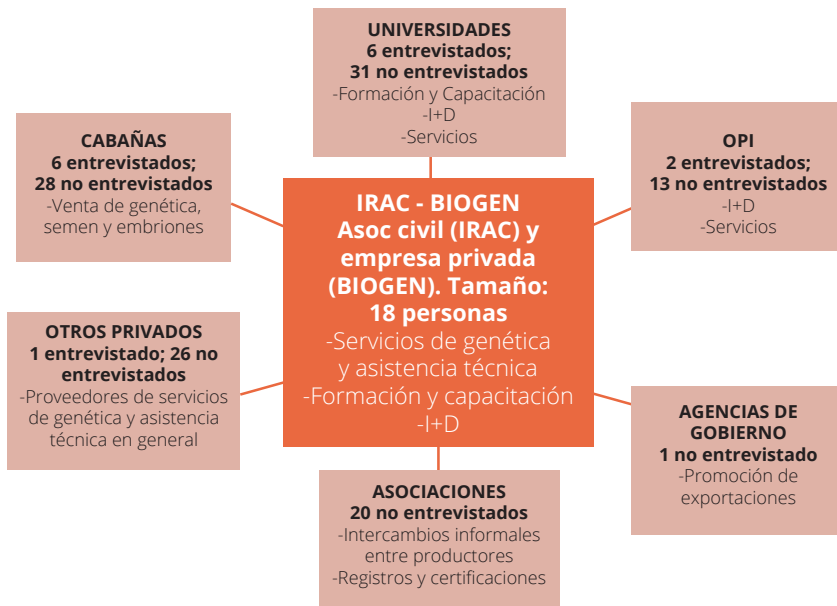 UNIVERSIDADES
6 entrevistados;
31 no entrevistados
-Formación y Capacitación
-I+D
-Servicios
CABAÑAS
6 entrevistados;
28 no entrevistados
-Venta de genética,
semen y embriones
OPI
2 entrevistados;
13 no entrevistados
-I+D
-Servicios
IRAC - BIOGEN
Asoc civil (IRAC) y
empresa privada
(BIOGEN). Tamaño:
18 personas
-Servicios de genética
y asistencia técnica
-Formación y capacitación
-I+D
OTROS PRIVADOS
1 entrevistado; 26 no
entrevistados
-Proveedores de servicios
de genética y asistencia
técnica en general
AGENCIAS DE
GOBIERNO
1 no entrevistado
-Promoción de
exportaciones
ASOCIACIONES
20 no entrevistados
-Intercambios informales
entre productores
-Registros y certificaciones